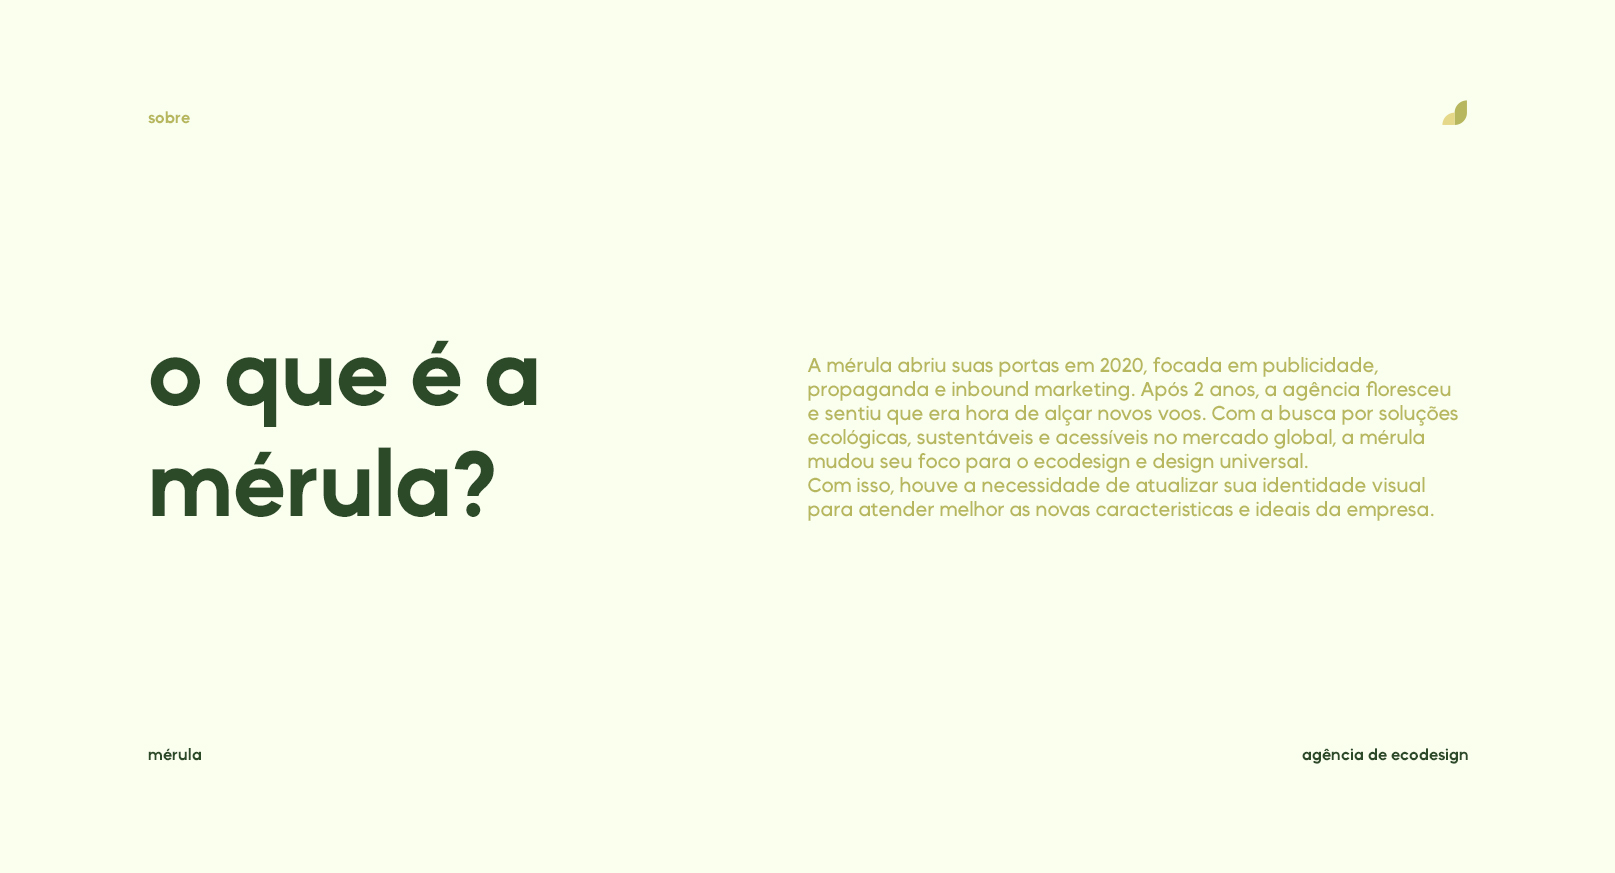 sobre
o que é a
mérula?
A mérula abriu suas portas em 2020, focada em publicidade,
propaganda e inbound marketing. Após 2 anos, a agência floresceu
e sentiu que era hora de alçar novos voos. Com a busca por soluções
ecológicas, sustentáveis e acessíveis no mercado global, a mérula
mudou seu foco para o ecodesign e design universal.
Com isso, houve a necessidade de atualizar sua identidade visual
para atender melhor as novas caracteristicas e ideais da empresa.
mérula
agência de ecodesign